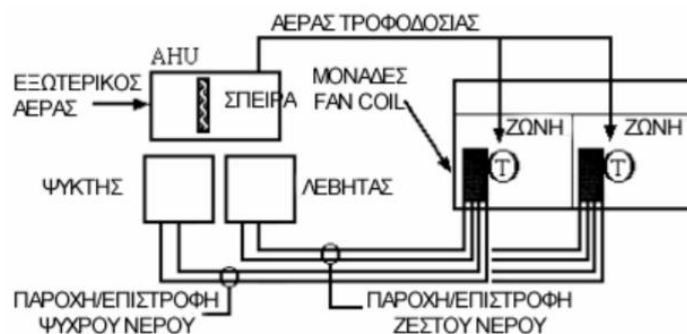 ΑΕΡΑΣ ΤΡΟΦΟΔΟΣΙΑΣ
AHU
ΕΞΩΤΕΡΙΚΟΣ
ΑΕΡΑΣ
ΣΠΕΙΡΑ
ΜΟΝΑΔΕΣ
FAN COIL
ΖΩΝΗ
ΖΩΝΗ
T
T
ΨΥΚΤΗΣ
ΛΕΒΗΤΑΣ
ΠΑΡΟΧΗ/ΕΠΙΣΤΡΟΦΗ
ΨΥΧΡΟΥ ΝΕΡΟΥ
ΠΑΡΟΧΗ/ΕΠΙΣΤΡΟΦΗ
ΖΕΣΤΟΥ ΝΕΡΟΥ